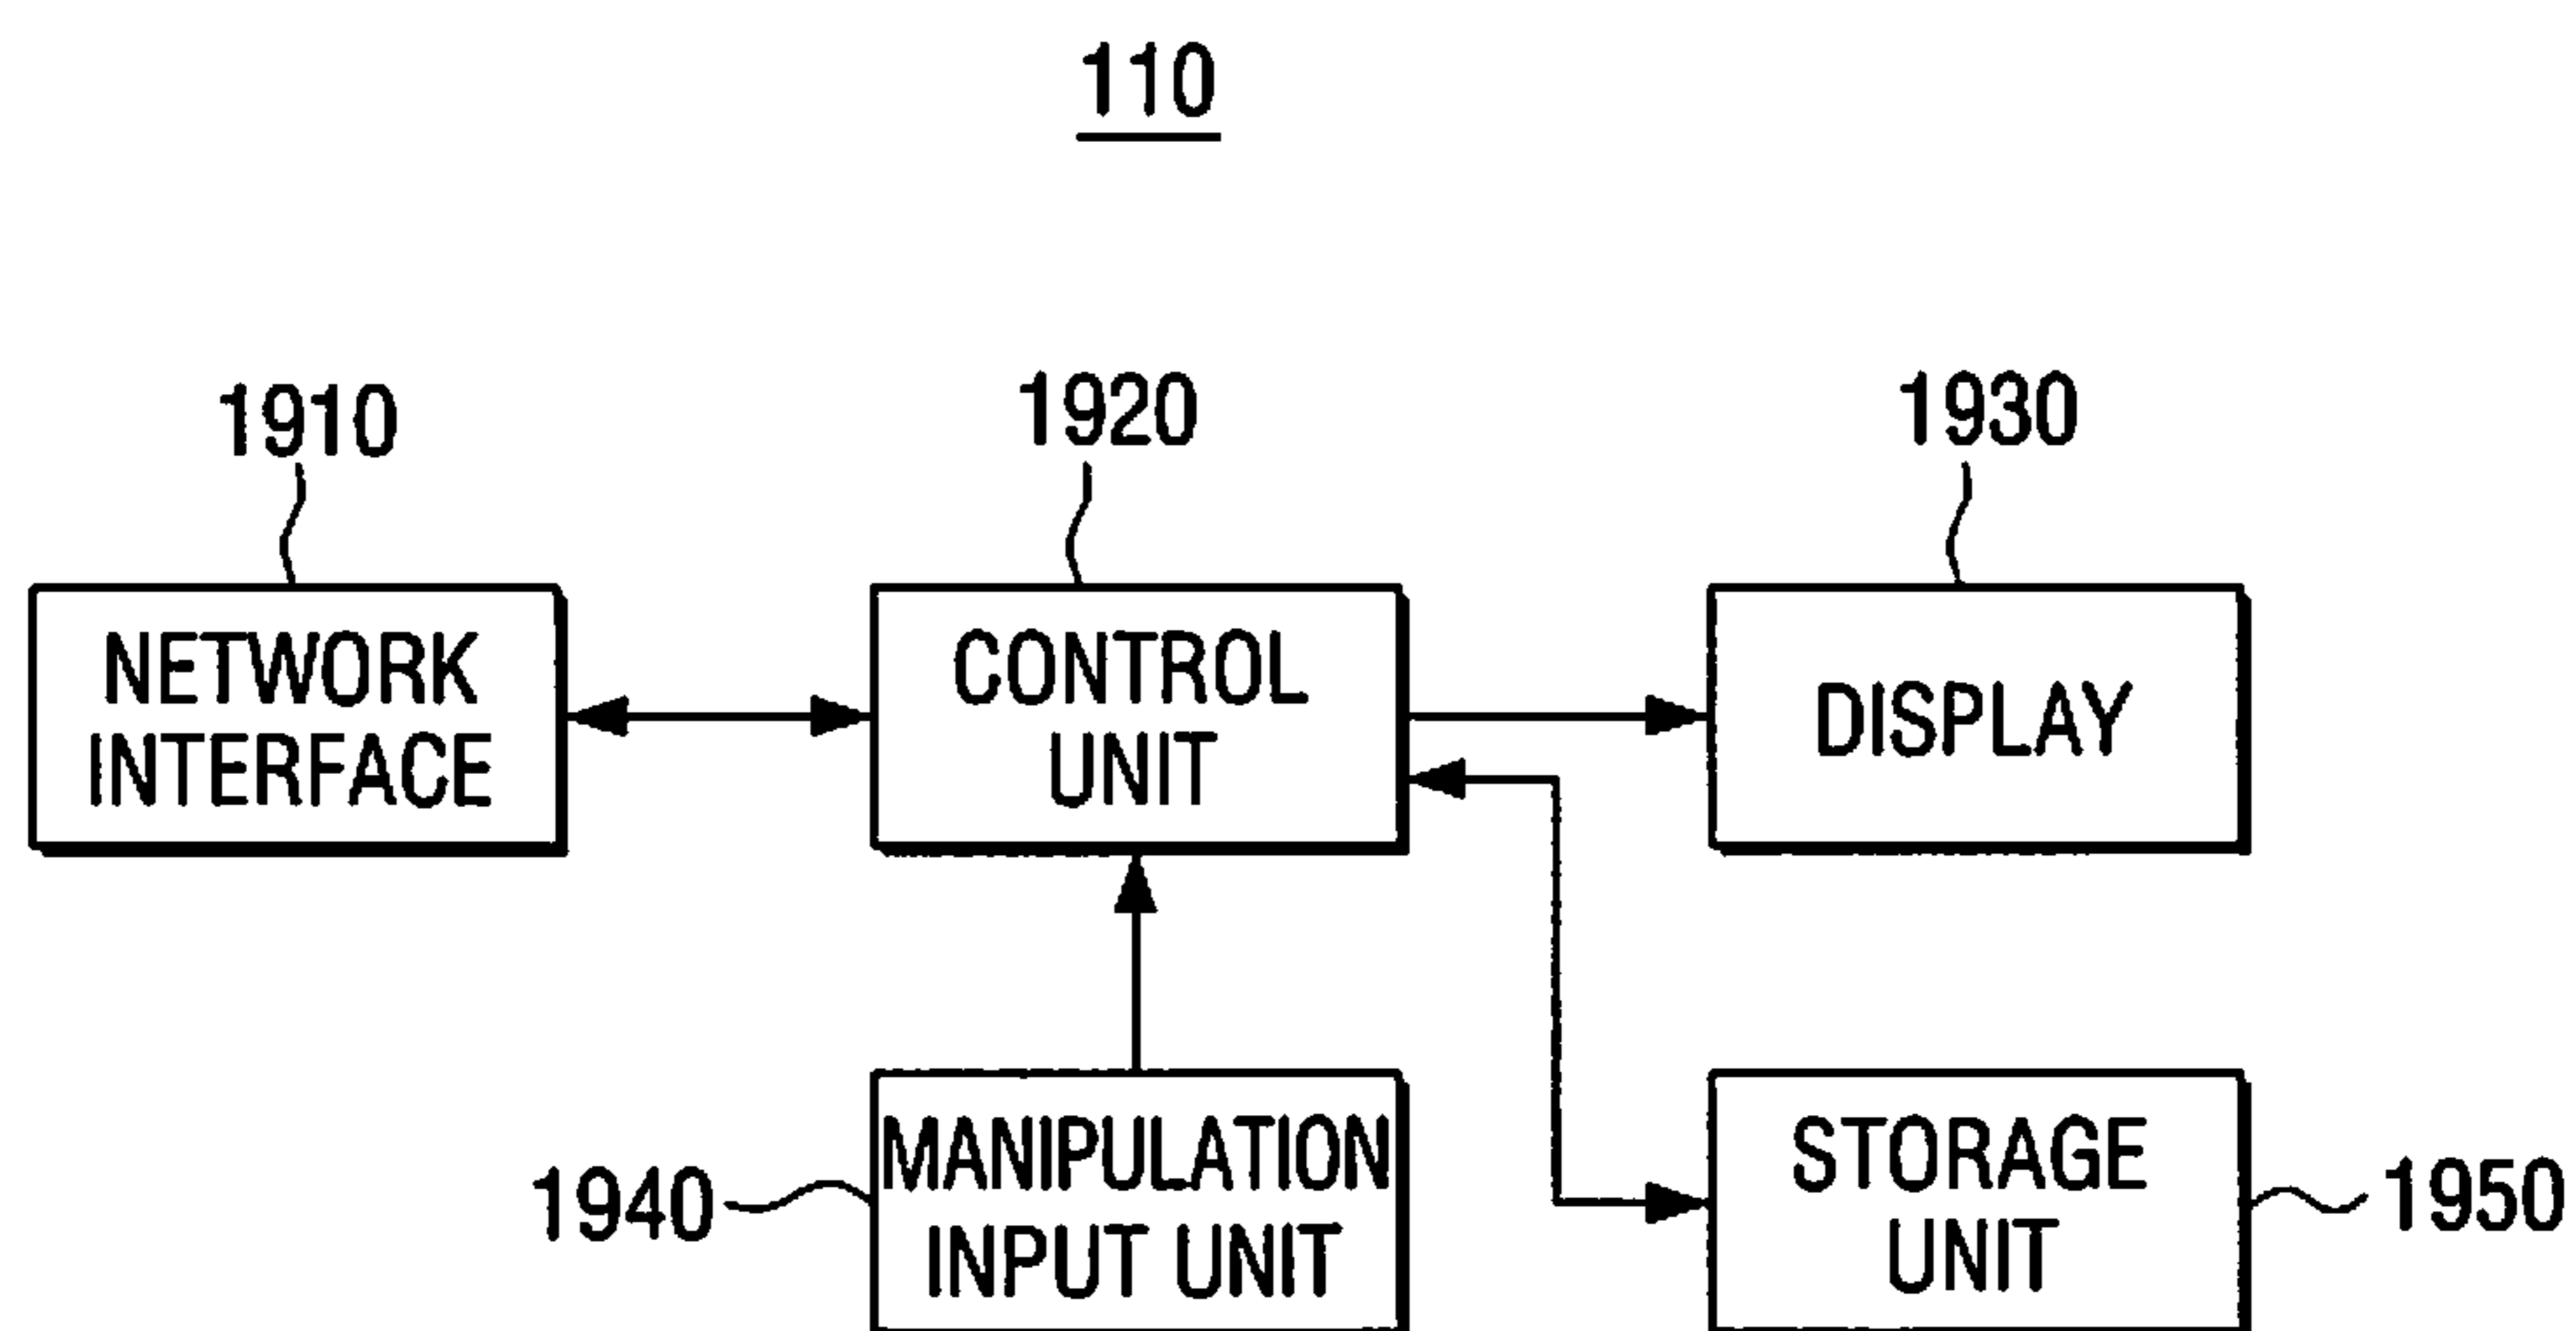 110
1910
1920
1930
NETWORK
INTERFACE
CONTROL
UNIT
DISPLAY
1940
MANIPULATION
INPUT UNIT
STORAGE
UNIT
1950